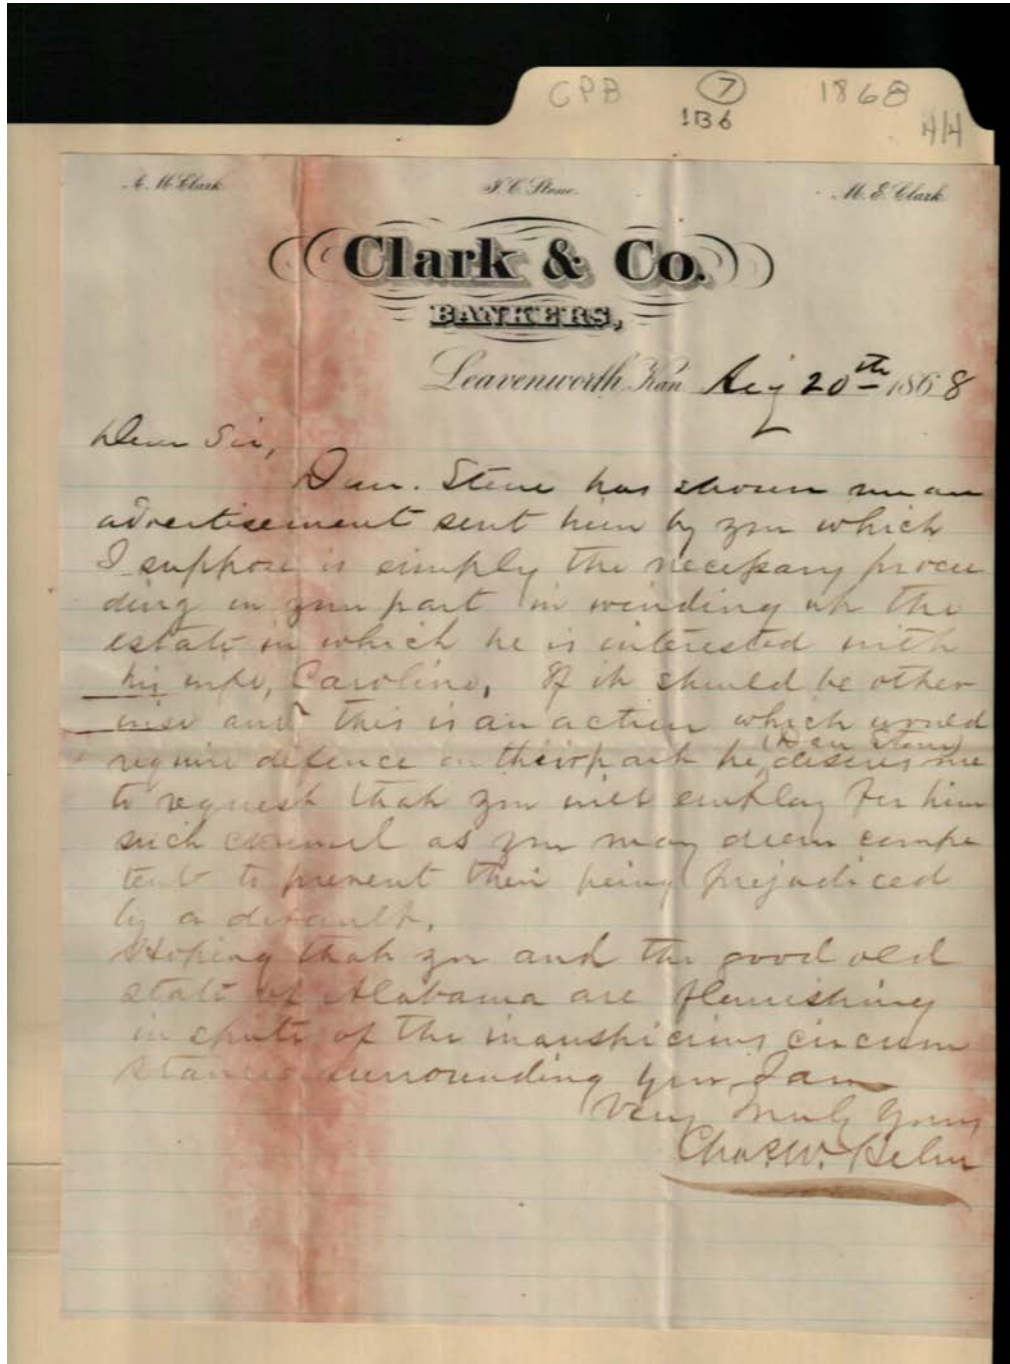 CPB 7 1868
1B6
H/H
A. M. Clark J. C. Stone. M. E. Clark
Clark & Co.
BANKERS,
Leavenworth, Kan Aug 20th 1868
Dear Sir,
Dan. Stone has shown me an
advertisement sent him by you which
I suppose is simply the necessary procee
ding on your part in winding up the
estate in which he is interested with
his wife, Caroline, If it should be other
wise and this is an action which would
(Dan Stone)
require defence on their part he desires me
to request that you will employ for him
such counsel as you may deem compe
tent to prevent their being prejudiced
by a default.
Hoping that you and the good old
state of Alabama are flourishing
in spite of the inauspicious circum
stances surrounding you, I am
Very truly yours
Chas. W. Helm